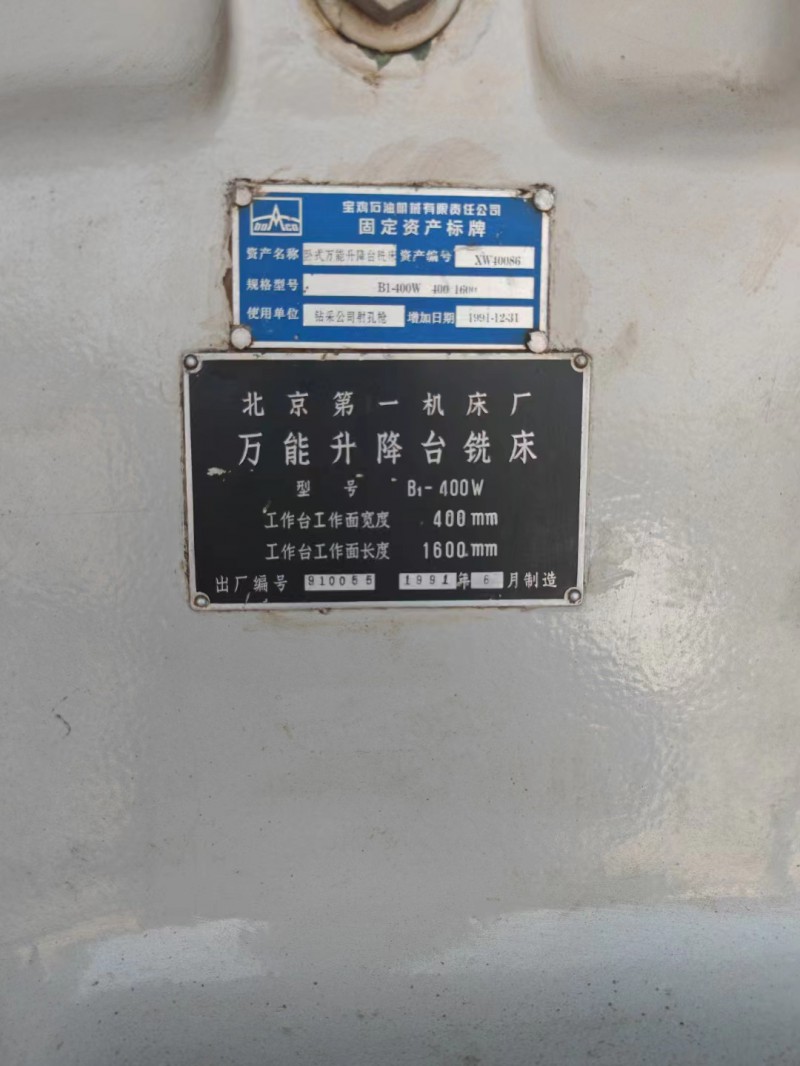 宝鸡石油机械有限责任公司
固定资产标牌
BOMCO
资产名称 卧式万能升降台铣床 资产编号 XW40086
规格型号 B1-400W 400 1600
使用单位 钻采公司射孔枪 增加日期 1991-12-31
北京第一机床厂
万能升降台铣床
型号 B₁-400W
工作台工作面宽度 400mm
工作台工作面长度 1600mm
出厂编号 910055 1991年6月制造